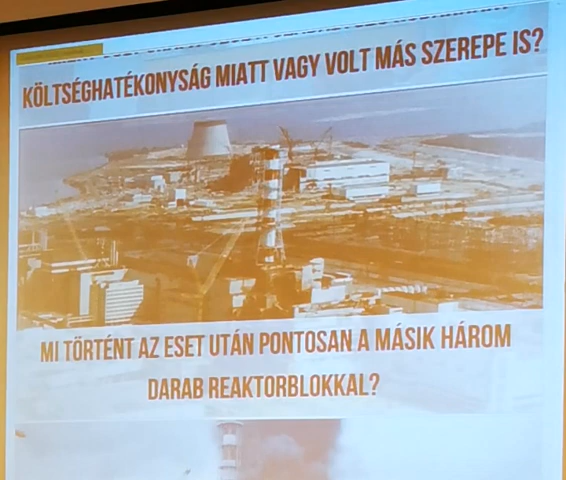 KÖLTSÉGHATÉKONYSÁG MIATT VAGY VOLT MÁS SZEREPE IS?
MI TÖRTÉNT AZ ESET UTÁN PONTOSAN A MÁSIK HÁROM
DARAB REAKTORBLOKKAL?